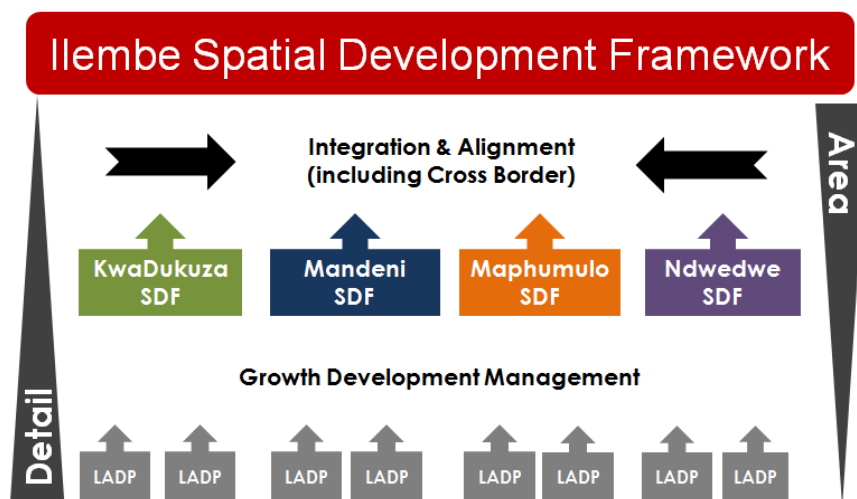 Ilembe Spatial Development Framework
Integration & Alignment
(including Cross Border)
Area
KwaDukuza
SDF
Mandeni
SDF
Maphumulo
SDF
Ndwedwe
SDF
Growth Development Management
Detail
LADP
LADP
LADP
LADP
LADP
LADP
LADP
LADP